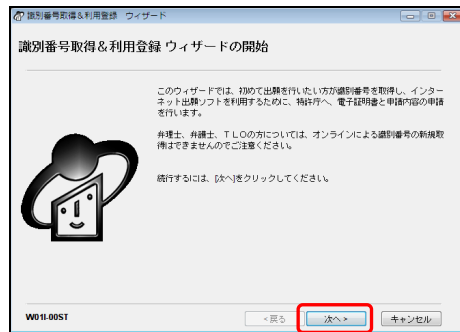 識別番号取得＆利用登録 ウィザード
識別番号取得＆利用登録 ウィザードの開始
このウィザードでは、初めて出願を行いたい方が識別番号を取得し、インター
ネット出願ソフトを利用するために、特許庁へ、電子証明書と申請内容の申請
を行います。
弁理士、弁護士、ＴＬＯの方については、オンラインによる識別番号の新規取
得はできませんのでご注意ください。
続行するには、[次へ]をクリックしてください。
W01I-00ST
<戻る
次へ>
キャンセル